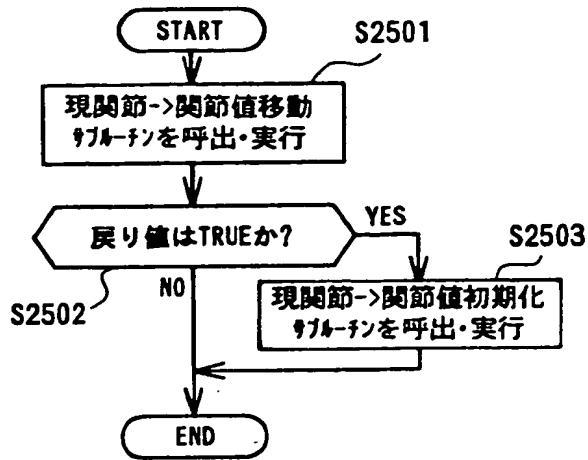 START
S2501
現関節->関節値移動
ｻﾌﾞﾙｰﾁﾝを呼出・実行
戻り値はTRUEか?
YES
S2503
NO
S2502
現関節->関節値初期化
ｻﾌﾞﾙｰﾁﾝを呼出・実行
END